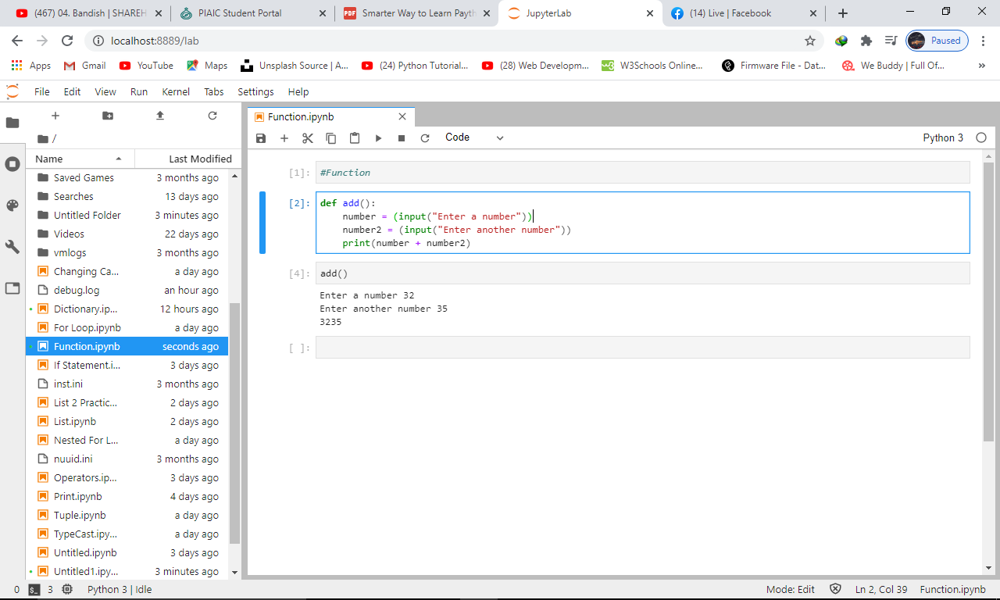 (467) 04. Bandish | SHAREH
PIAIC Student Portal
PDF Smarter Way to Learn Payth
JupyterLab
(14) Live | Facebook
localhost:8889/lab
Paused
Apps Gmail YouTube Maps Unsplash Source | A... (24) Python Tutorial... (28) Web Developm... W3Schools Online... Firmware File - Dat... We Buddy | Full Of... »
File Edit View Run Kernel Tabs Settings Help
/
Name Last Modified
Saved Games 3 months ago
Searches 13 days ago
Untitled Folder 3 minutes ago
Videos 22 days ago
vmlogs 3 months ago
Changing Ca... a day ago
debug.log an hour ago
Dictionary.ip... 12 hours ago
For Loop.ipynb a day ago
Function.ipynb seconds ago
If Statement.i... 3 days ago
inst.ini 3 months ago
List 2 Practic... 2 days ago
List.ipynb 2 days ago
Nested For L... a day ago
nuuid.ini 3 months ago
Operators.ip... 3 days ago
Print.ipynb 4 days ago
Tuple.ipynb a day ago
TypeCast.ipy... a day ago
Untitled.ipynb 3 days ago
Untitled1.ipy... 3 minutes ago
Function.ipynb
Code Python 3
[1]: #Function
[2]: def add():
number = (input("Enter a number"))
number2 = (input("Enter another number"))
print(number + number2)
[4]: add()
Enter a number 32
Enter another number 35
3235
[ ]:
0 $_ 3 Python 3 | Idle Mode: Edit Ln 2, Col 39 Function.ipynb